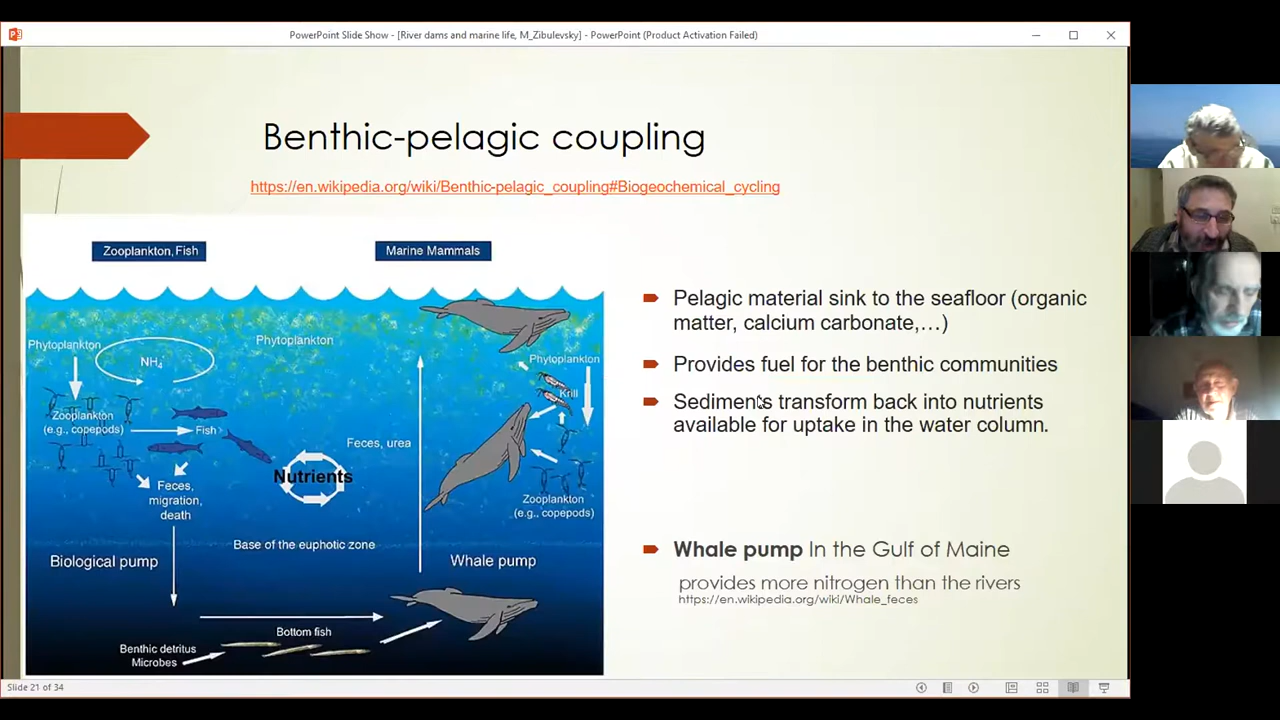 PowerPoint Slide Show - [River dams and marine life, M_Zibulevsky] - PowerPoint (Product Activation Failed)
Benthic-pelagic coupling
https://en.wikipedia.org/wiki/Benthic-pelagic_coupling#Biogeochemical_cycling
Zooplankton, Fish
Marine Mammals
Phytoplankton
NH4
Phytoplankton
Phytoplankton
Krill
Zooplankton
(e.g., copepods)
Fish
Feces, urea
Nutrients
Feces,
migration,
death
Zooplankton
(e.g., copepods)
Base of the euphotic zone
Biological pump
Whale pump
Bottom fish
Benthic detritus
Microbes
Pelagic material sink to the seafloor (organic
matter, calcium carbonate,…)
Provides fuel for the benthic communities
Sediments transform back into nutrients
available for uptake in the water column.
Whale pump In the Gulf of Maine
provides more nitrogen than the rivers
https://en.wikipedia.org/wiki/Whale_feces
Slide 21 of 34